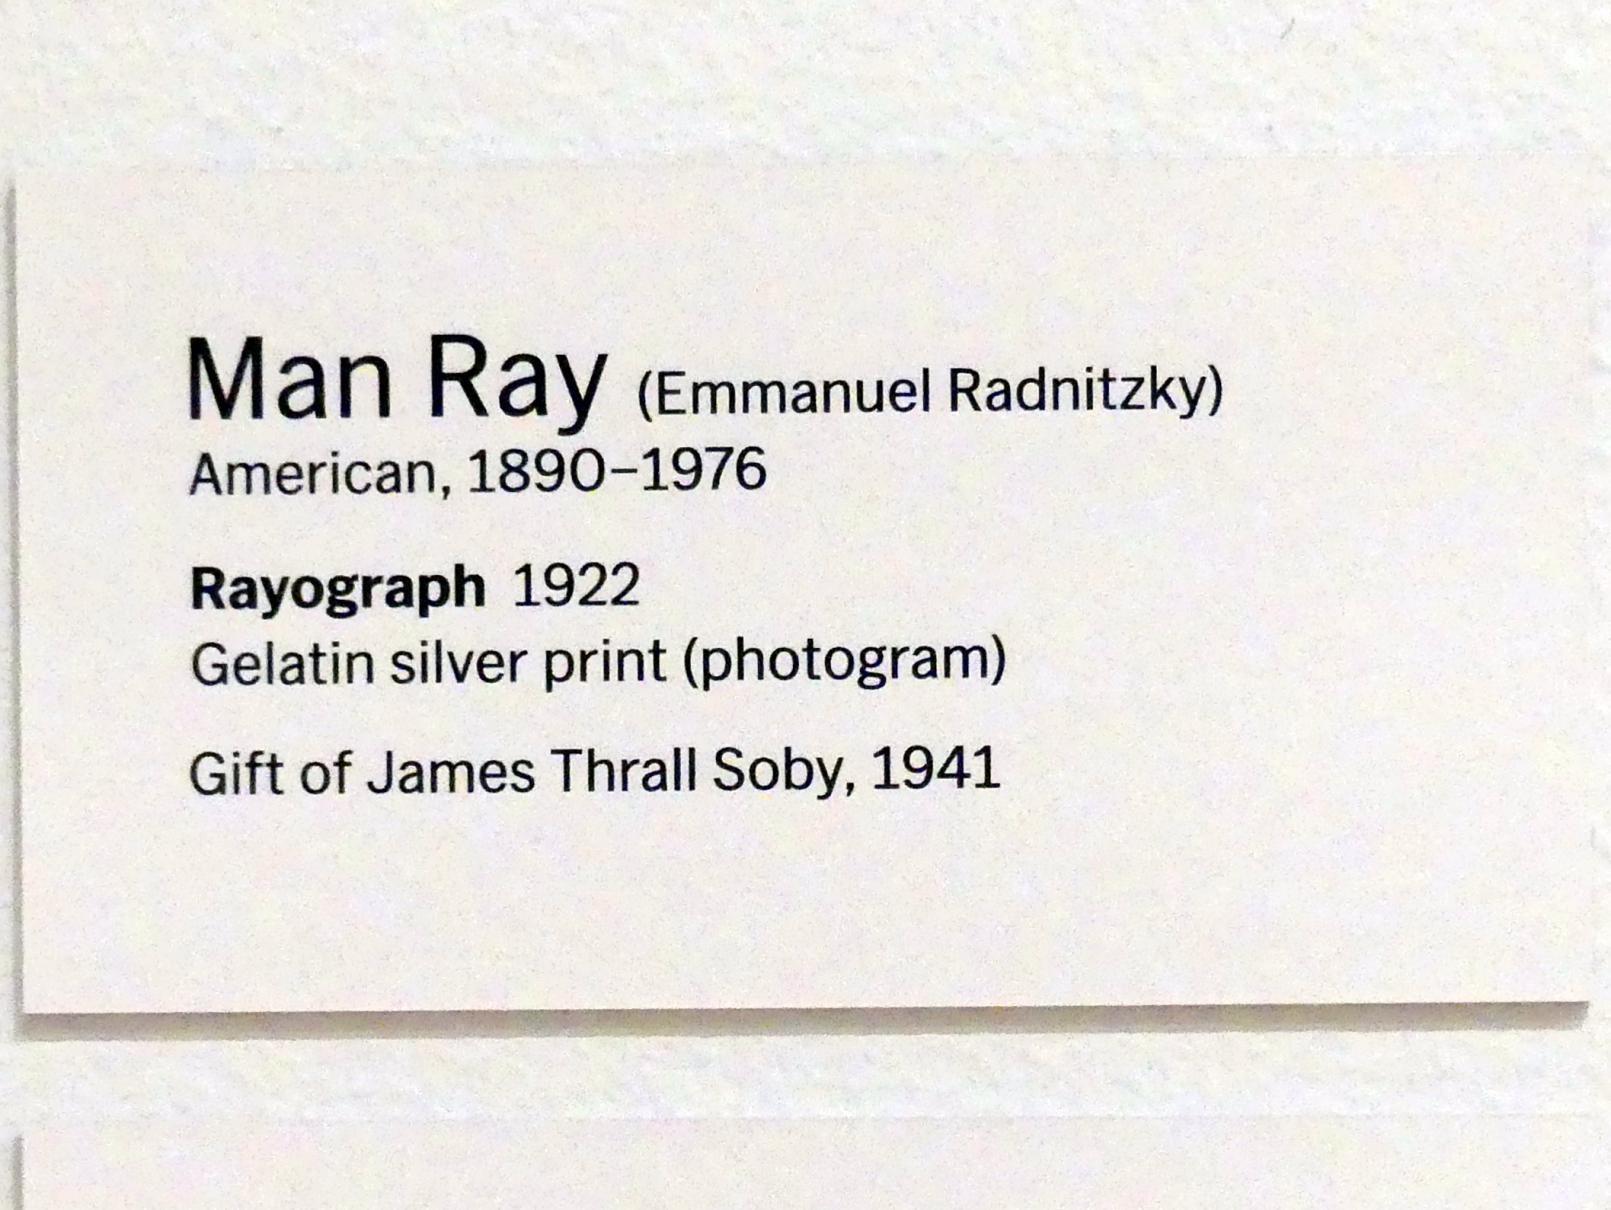 Man Ray (Emmanuel Radnitzky)
American, 1890–1976
Rayograph 1922
Gelatin silver print (photogram)
Gift of James Thrall Soby, 1941